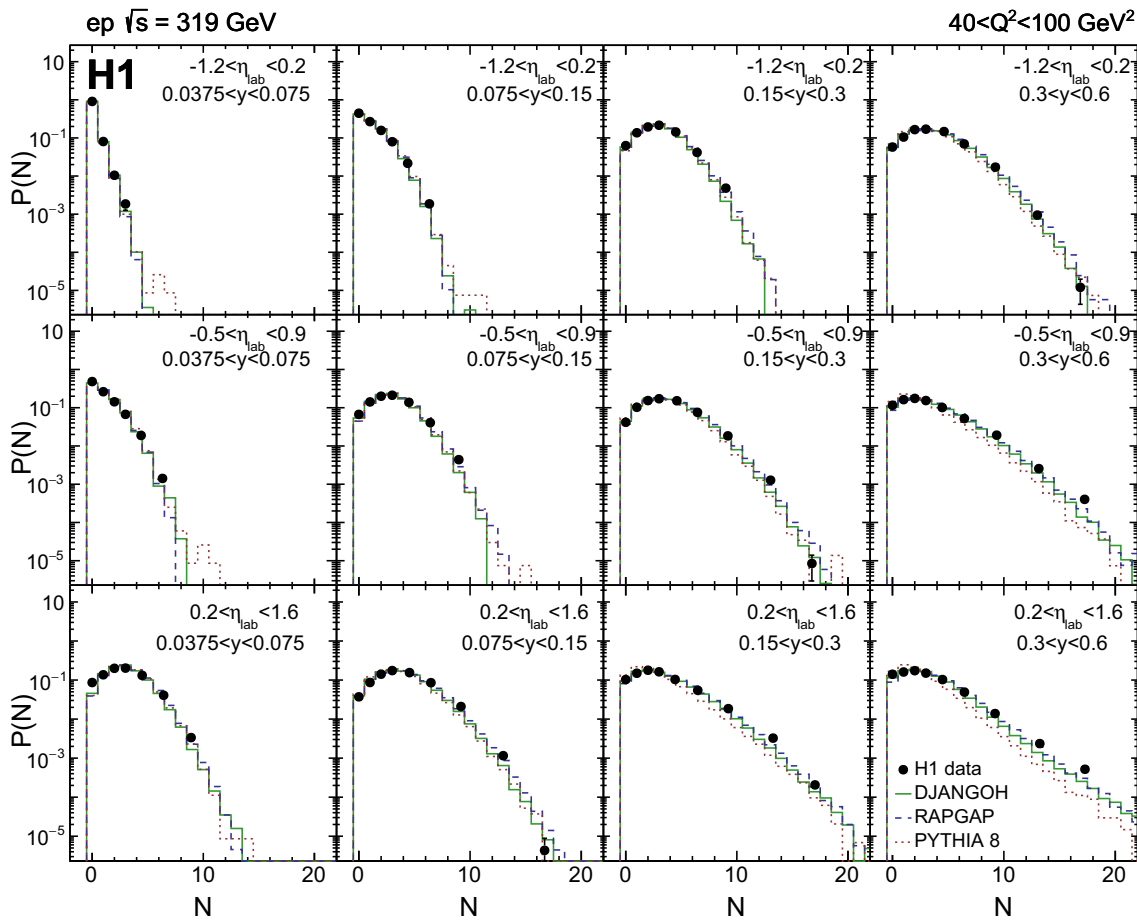 ep √s = 319 GeV
40<Q²<100 GeV²
H1
-1.2<η_lab<0.2
0.0375<y<0.075
-1.2<η_lab<0.2
0.075<y<0.15
-1.2<η_lab<0.2
0.15<y<0.3
-1.2<η_lab<0.2
0.3<y<0.6
P(N)
10
10⁻¹
10⁻³
10⁻⁵
-0.5<η_lab<0.9
0.0375<y<0.075
-0.5<η_lab<0.9
0.075<y<0.15
-0.5<η_lab<0.9
0.15<y<0.3
-0.5<η_lab<0.9
0.3<y<0.6
P(N)
10
10⁻¹
10⁻³
10⁻⁵
0.2<η_lab<1.6
0.0375<y<0.075
0.2<η_lab<1.6
0.075<y<0.15
0.2<η_lab<1.6
0.15<y<0.3
0.2<η_lab<1.6
0.3<y<0.6
P(N)
10
10⁻¹
10⁻³
10⁻⁵
H1 data
DJANGOH
RAPGAP
PYTHIA 8
0 10 20 0 10 20 0 10 20 0 10 20
N N N N